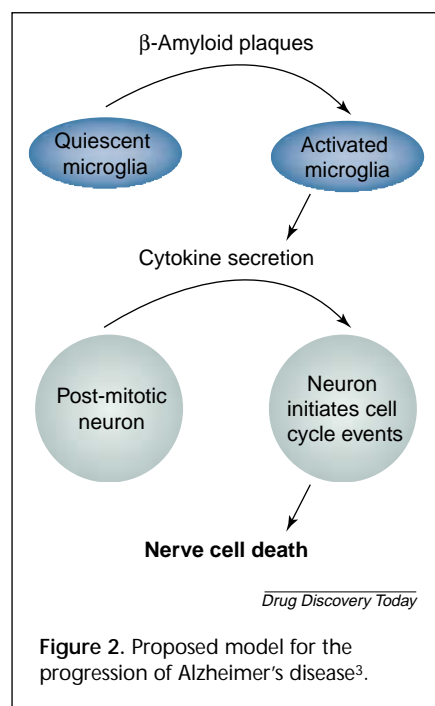 β-Amyloid plaques
Quiescent
microglia
Activated
microglia
Cytokine secretion
Post-mitotic
neuron
Neuron
initiates cell
cycle events
Nerve cell death
Drug Discovery Today
Figure 2. Proposed model for the
progression of Alzheimer's disease³.